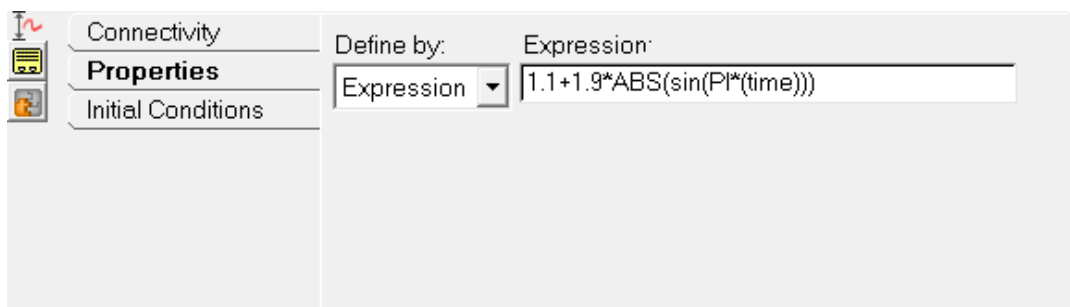 Connectivity
Properties
Initial Conditions
Define by:
Expression:
Expression
1.1+1.9*ABS(sin(PI*(time)))